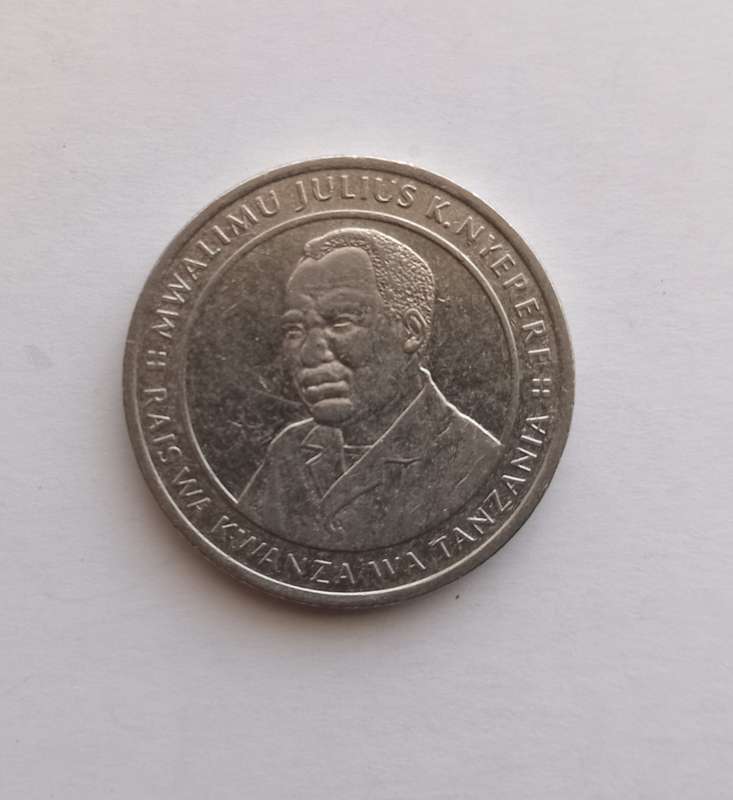 MWALIMU JULIUS K. NYERERE
RAIS WA KWANZA WA TANZANIA